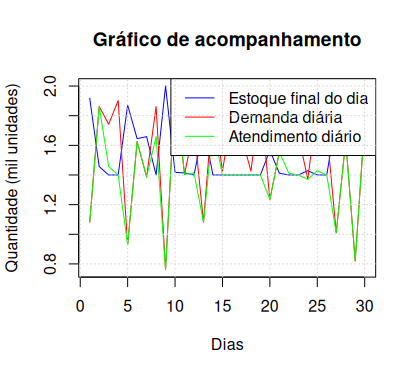 Gráfico de acompanhamento
Quantidade (mil unidades)
2.0
1.6
1.2
0.8
Estoque final do dia
Demanda diária
Atendimento diário
0 5 10 15 20 25 30
Dias